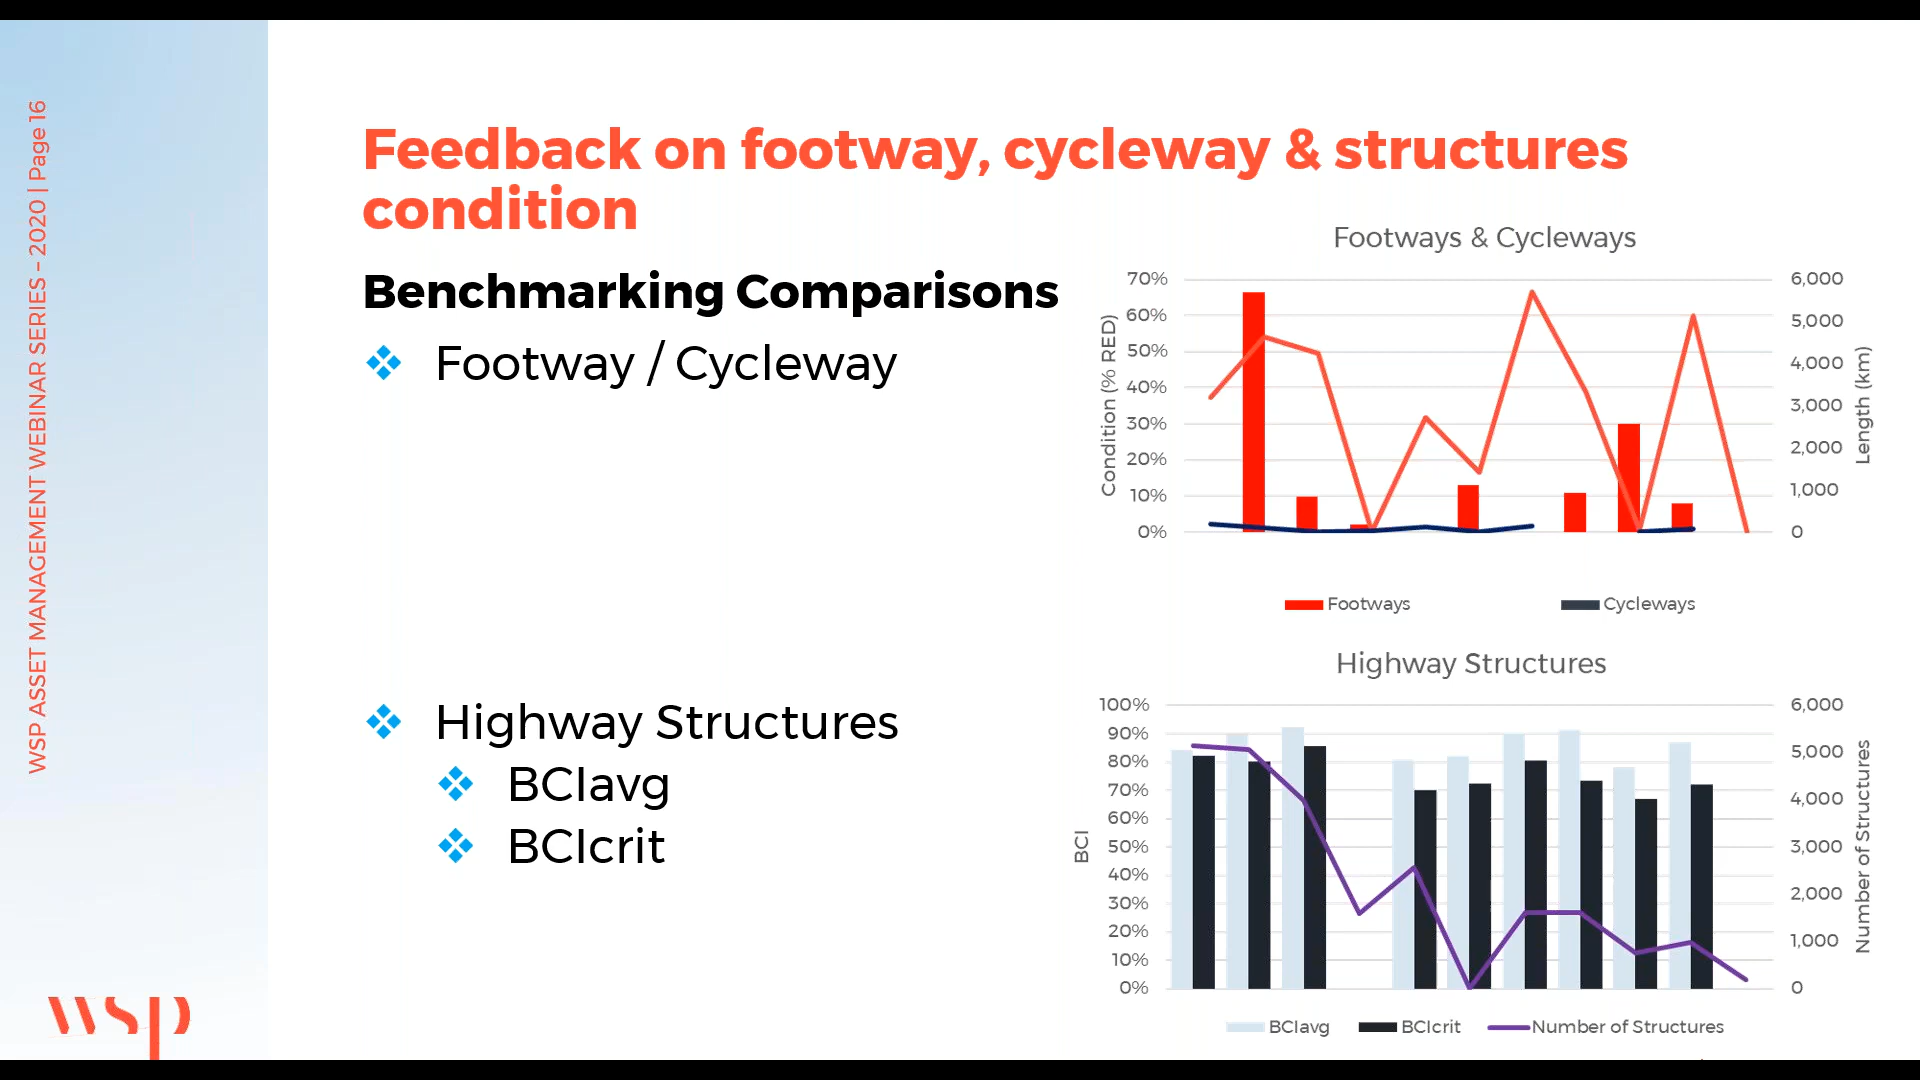 WSP ASSET MANAGEMENT WEBINAR SERIES – 2020 | Page 16
Feedback on footway, cycleway & structures
condition
Benchmarking Comparisons
Footway / Cycleway
Highway Structures
BCIavg
BCIcrit
Footways & Cycleways
Condition (% RED)
70%
60%
50%
40%
30%
20%
10%
0%
6,000
5,000
4,000
3,000
2,000
1,000
0
Length (km)
Footways
Cycleways
Highway Structures
BCI
100%
90%
80%
70%
60%
50%
40%
30%
20%
10%
0%
6,000
5,000
4,000
3,000
2,000
1,000
0
Number of Structures
BCIavg
BCIcrit
Number of Structures
wsp